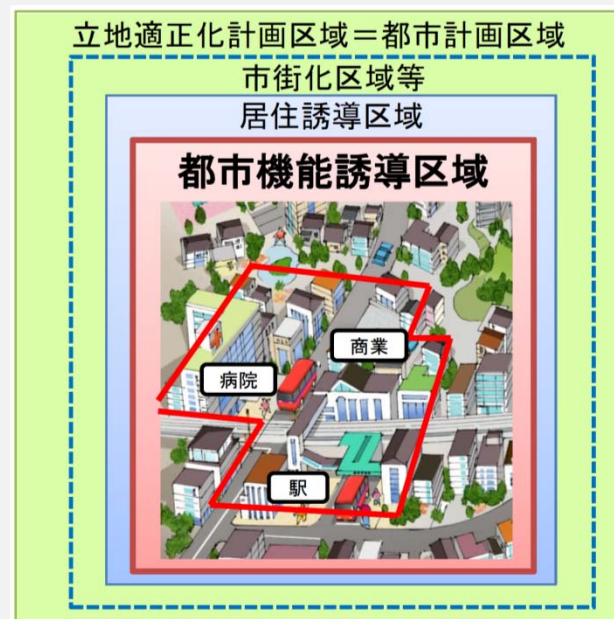 立地適正化計画区域＝都市計画区域
市街化区域等
居住誘導区域
都市機能誘導区域
商業
病院
駅